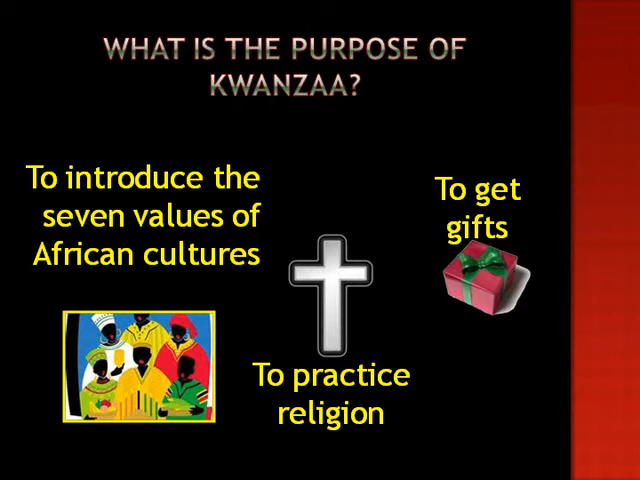 WHAT IS THE PURPOSE OF
KWANZAA?
To introduce the
seven values of
African cultures
To get
gifts
To practice
religion